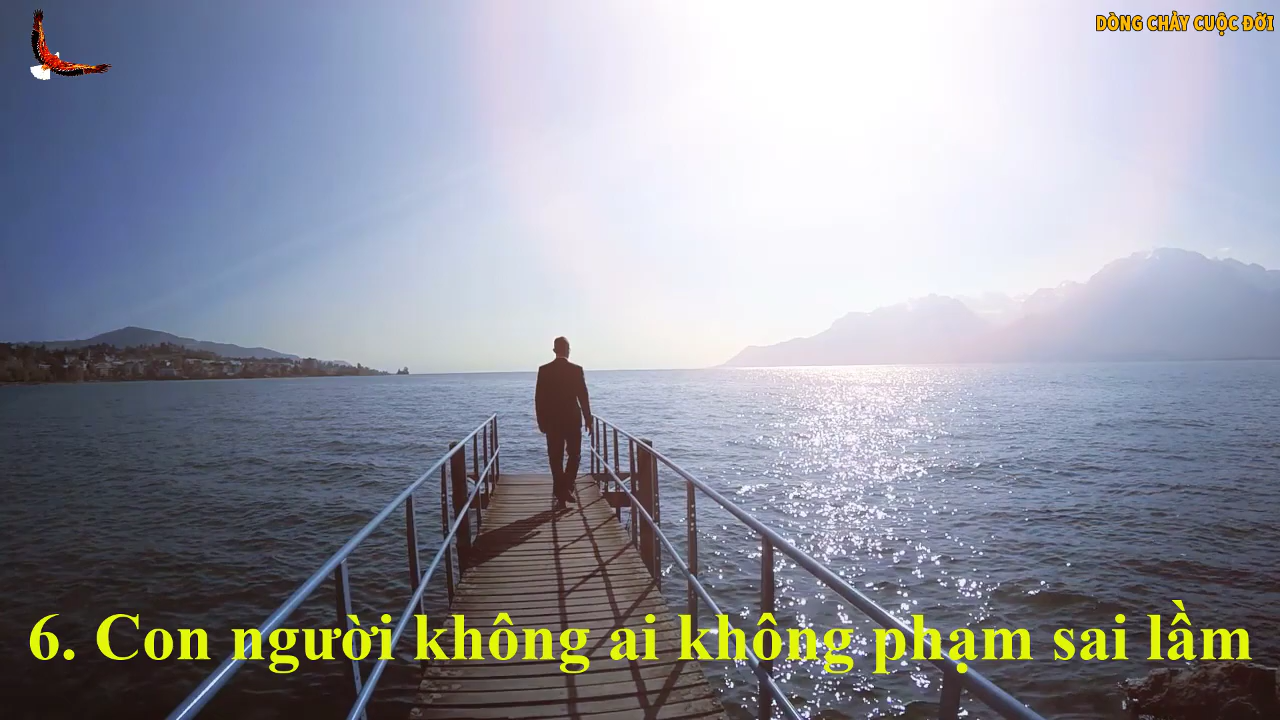 DÒNG CHẢY CUỘC ĐỜI
6. Con người không ai không phạm sai lầm